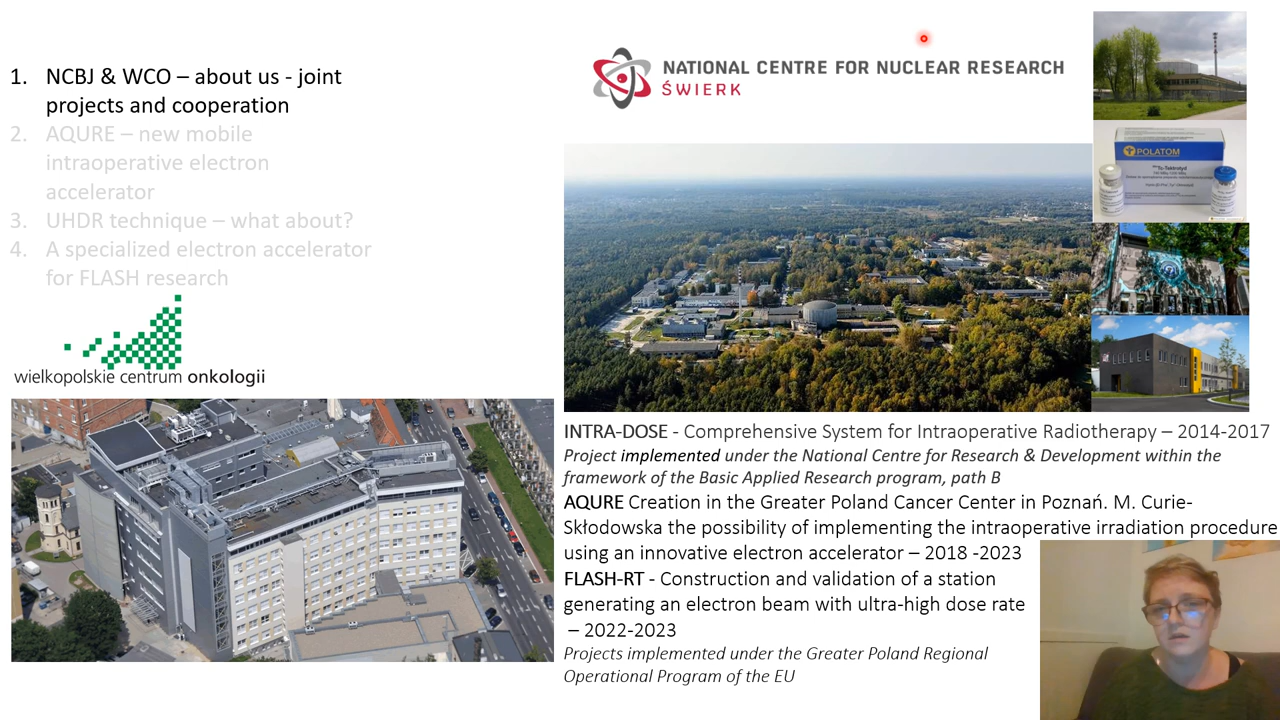 1. NCBJ & WCO – about us - joint
projects and cooperation
2. AQURE – new mobile
intraoperative electron
accelerator
3. UHDR technique – what about?
4. A specialized electron accelerator
for FLASH research
wielkopolskie centrum onkologii
NATIONAL CENTRE FOR NUCLEAR RESEARCH
ŚWIERK
POLATOM
INTRA-DOSE - Comprehensive System for Intraoperative Radiotherapy – 2014-2017
Project implemented under the National Centre for Research & Development within the
framework of the Basic Applied Research program, path B
AQURE Creation in the Greater Poland Cancer Center in Poznań. M. Curie-
Skłodowska the possibility of implementing the intraoperative irradiation procedure
using an innovative electron accelerator – 2018 -2023
FLASH-RT - Construction and validation of a station
generating an electron beam with ultra-high dose rate
– 2022-2023
Projects implemented under the Greater Poland Regional
Operational Program of the EU